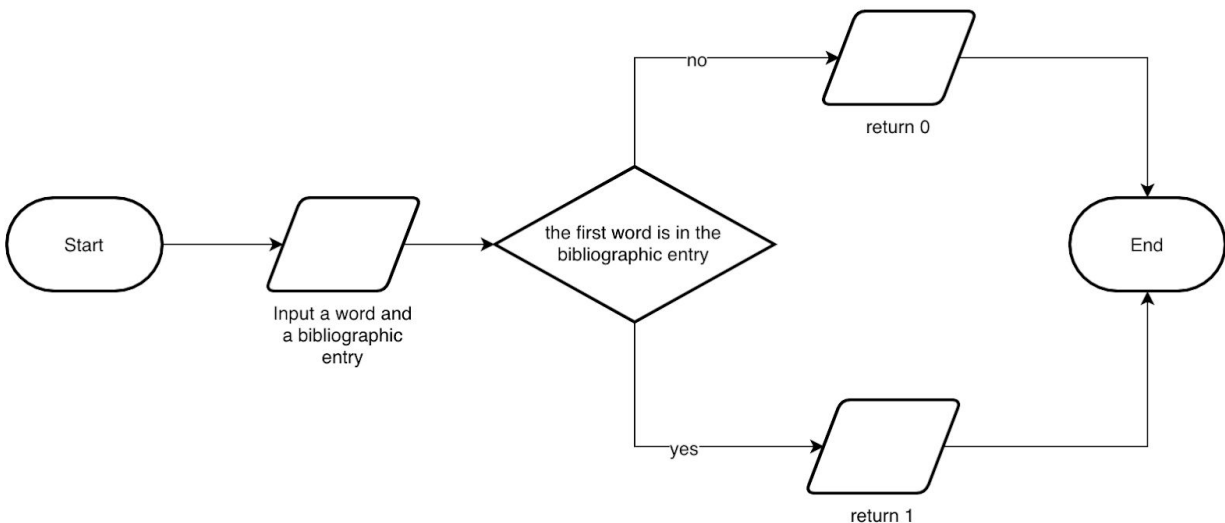 Start
Input a word and
a bibliographic
entry
the first word is in the
bibliographic entry
no
return 0
yes
return 1
End